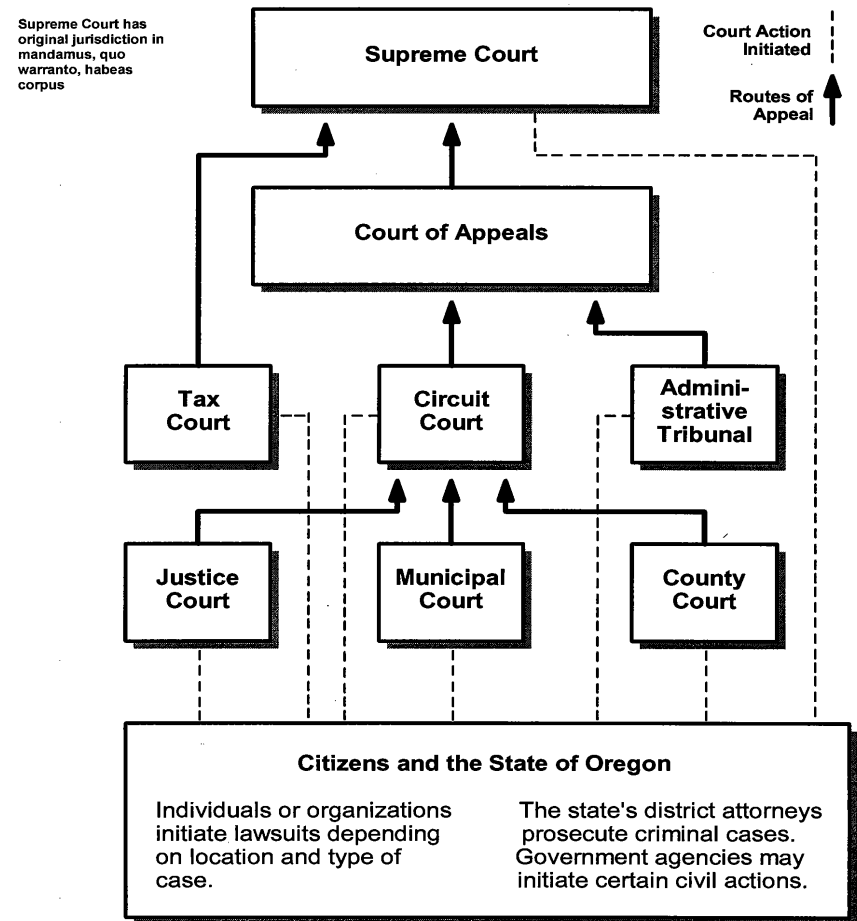 Supreme Court has
original jurisdiction in
mandamus, quo
warranto, habeas
corpus
Supreme Court
Court Action
Initiated
Routes of
Appeal
Court of Appeals
Tax
Court
Circuit
Court
Admini-
strative
Tribunal
Justice
Court
Municipal
Court
County
Court
Citizens and the State of Oregon
Individuals or organizations
initiate lawsuits depending
on location and type of
case.
The state's district attorneys
prosecute criminal cases.
Government agencies may
initiate certain civil actions.